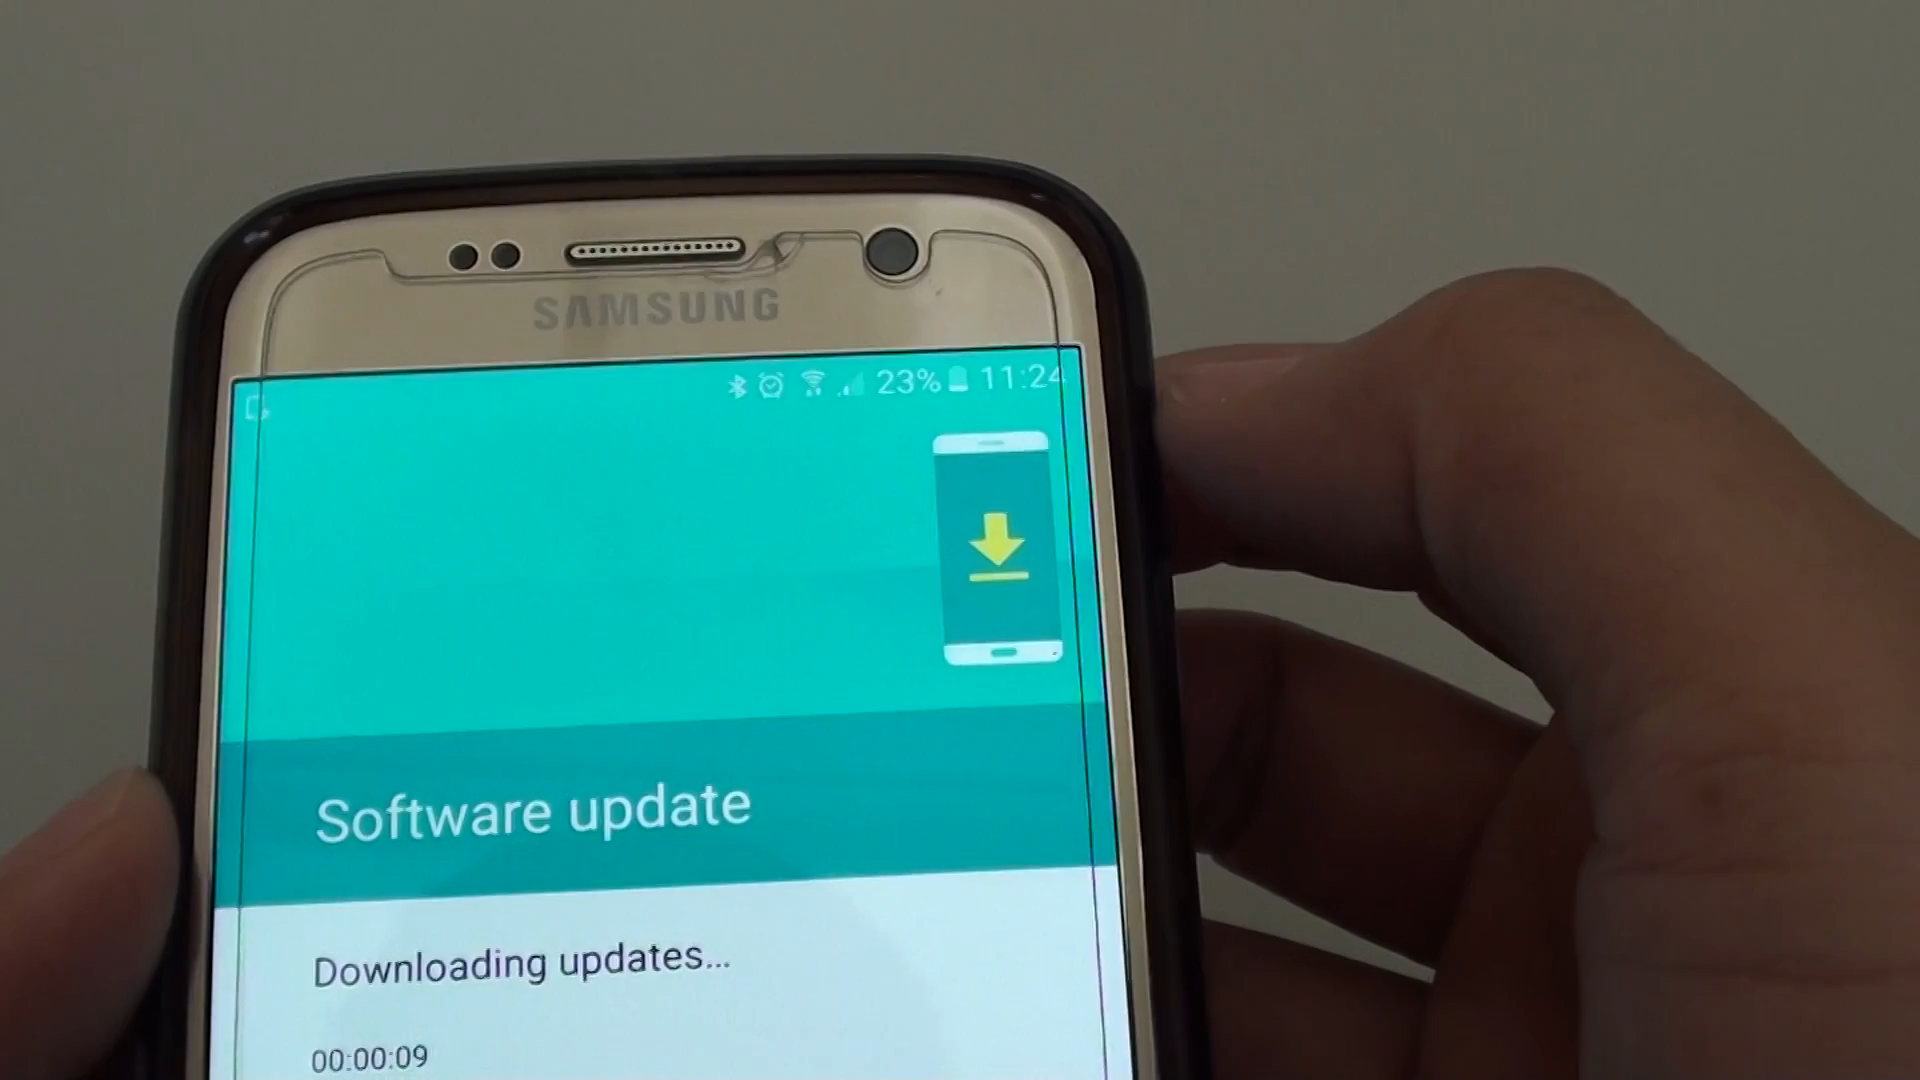 SAMSUNG
23% 11:24
Software update
Downloading updates...
00:00:09